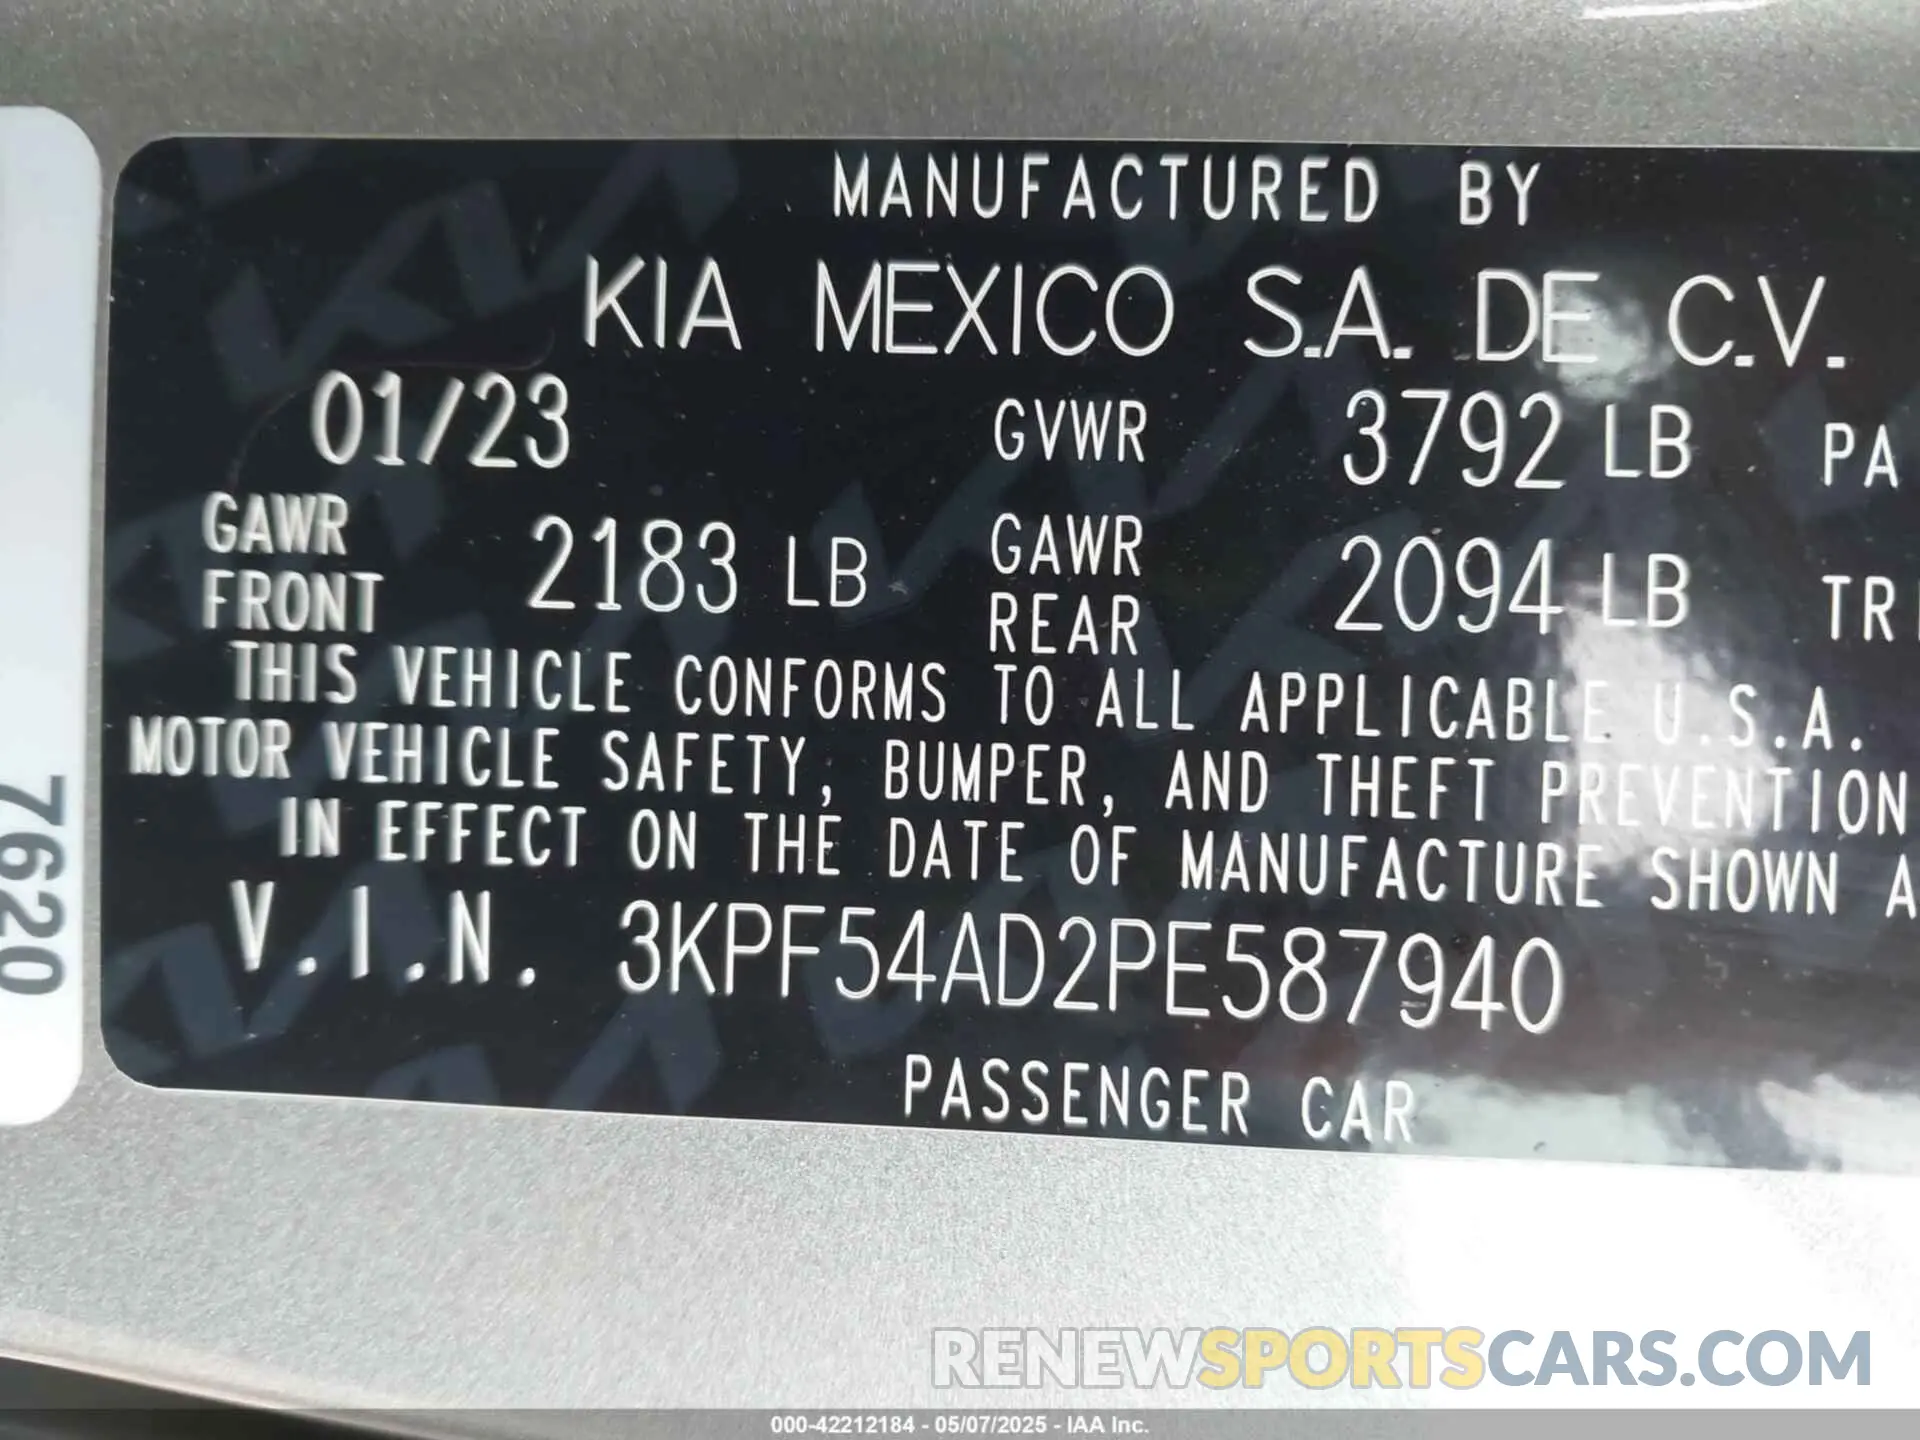 MANUFACTURED BY
KIA MEXICO S.A. DE C.V.
01/23 GVWR 3792 LB PA
GAWR FRONT 2183 LB GAWR REAR 2094 LB TR
THIS VEHICLE CONFORMS TO ALL APPLICABLE U.S.A.
MOTOR VEHICLE SAFETY, BUMPER, AND THEFT PREVENTION
IN EFFECT ON THE DATE OF MANUFACTURE SHOWN A
V.I.N. 3KPF54AD2PE587940
PASSENGER CAR
7620
RENEWSPORTSCARS.COM
000-42212184 - 05/07/2025 - IAA Inc.